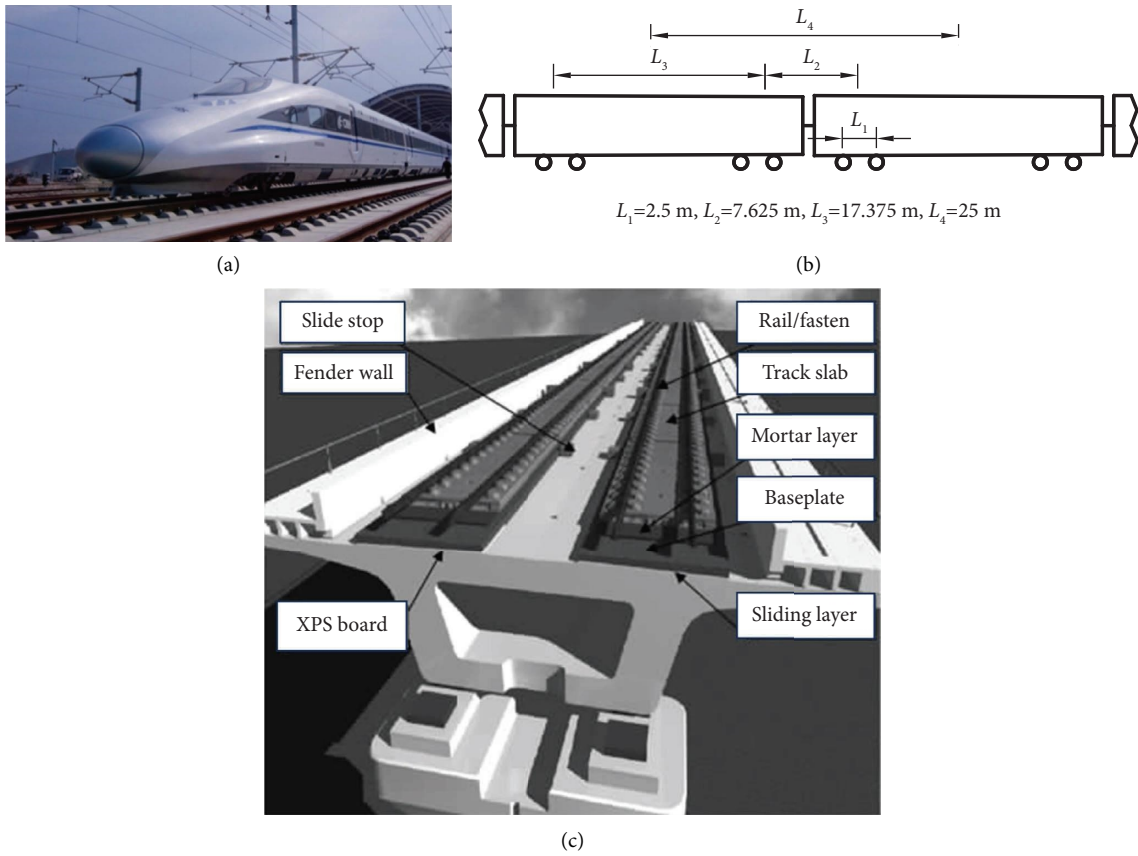 L₄
L₃
L₂
L₁
L₁=2.5 m, L₂=7.625 m, L₃=17.375 m, L₄=25 m
(a)
(b)
Slide stop
Fender wall
Rail/fasten
Track slab
Mortar layer
Baseplate
XPS board
Sliding layer
(c)